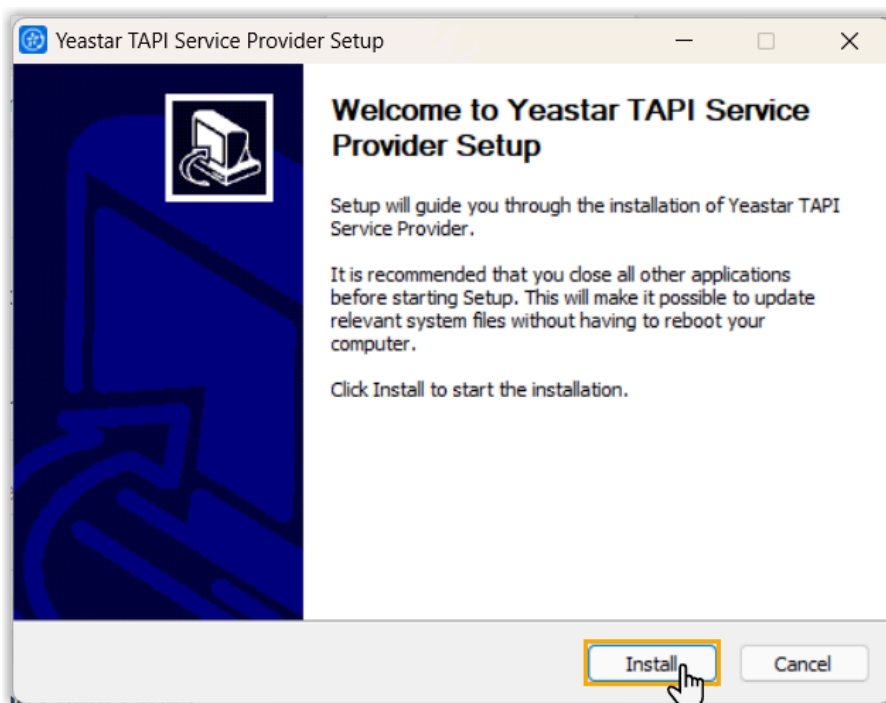 Yeastar TAPI Service Provider Setup
Welcome to Yeastar TAPI Service
Provider Setup
Setup will guide you through the installation of Yeastar TAPI
Service Provider.
It is recommended that you close all other applications
before starting Setup. This will make it possible to update
relevant system files without having to reboot your
computer.
Click Install to start the installation.
Install
Cancel